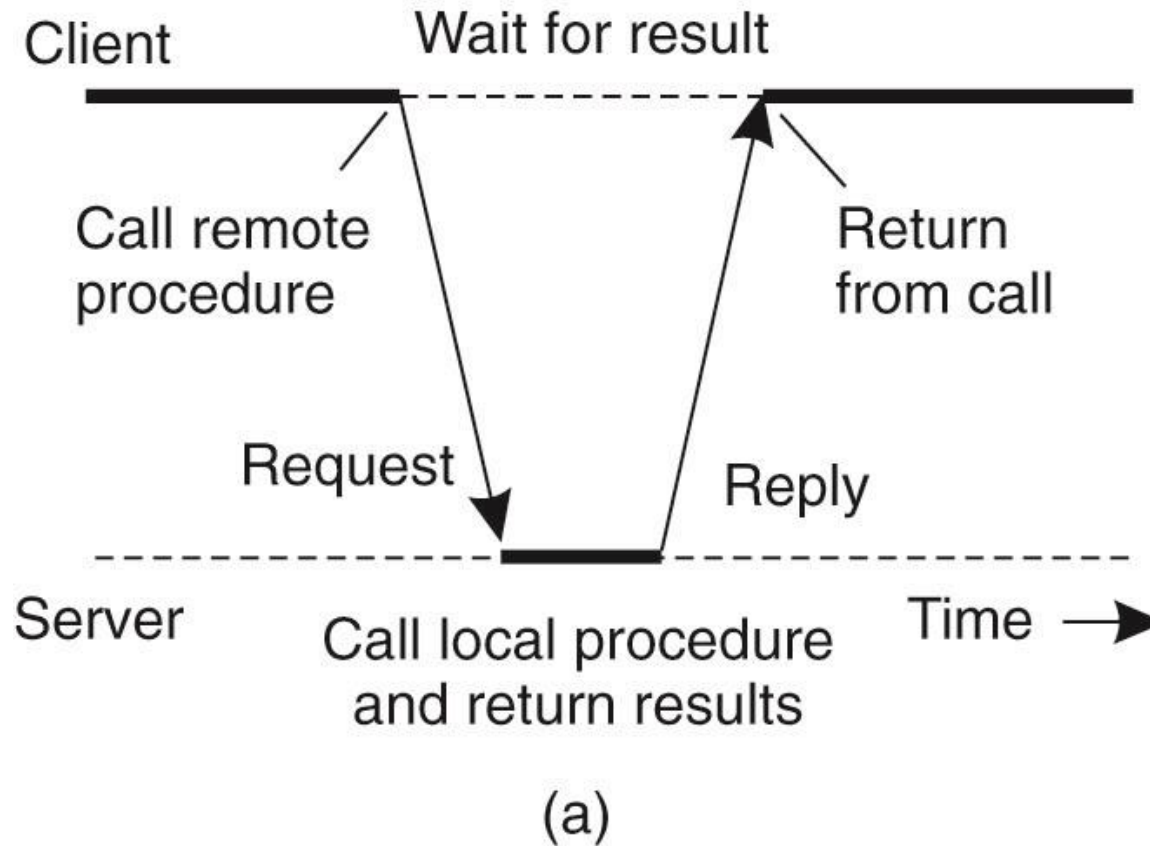 Client
Wait for result
Call remote
procedure
Return
from call
Request
Reply
Server
Time
Call local procedure
and return results
(a)